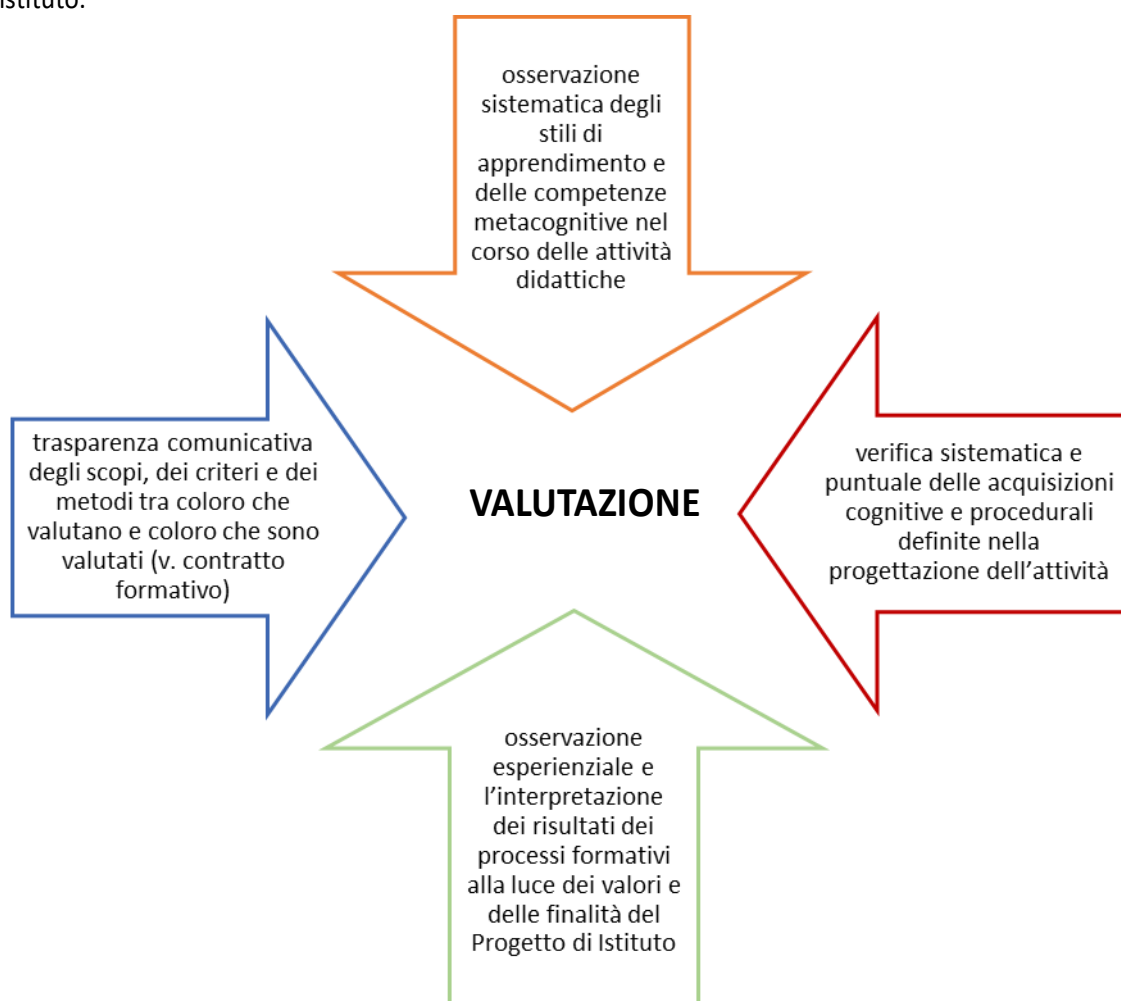 istituto.
osservazione
sistematica degli
stili di
apprendimento e
delle competenze
metacognitive nel
corso delle attività
didattiche
trasparenza comunicativa
degli scopi, dei criteri e dei
metodi tra coloro che
valutano e coloro che sono
valutati (v. contratto
formativo)
VALUTAZIONE
verifica sistematica e
puntuale delle acquisizioni
cognitive e procedurali
definite nella
progettazione dell’attività
osservazione
esperienziale e
l’interpretazione
dei risultati dei
processi formativi
alla luce dei valori e
delle finalità del
Progetto di Istituto